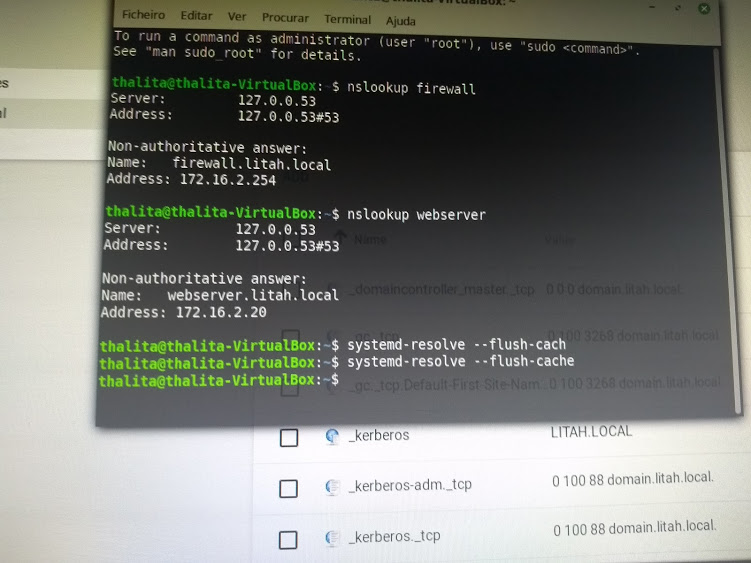 Ficheiro Editar Ver Procurar Terminal Ajuda
To run a command as administrator (user "root"), use "sudo <command>".
See "man sudo_root" for details.
thalita@thalita-VirtualBox:~$ nslookup firewall
Server: 127.0.0.53
Address: 127.0.0.53#53
Non-authoritative answer:
Name: firewall.litah.local
Address: 172.16.2.254
thalita@thalita-VirtualBox:~$ nslookup webserver
Server: 127.0.0.53
Address: 127.0.0.53#53
Non-authoritative answer:
Name: webserver.litah.local
Address: 172.16.2.20
thalita@thalita-VirtualBox:~$ systemd-resolve --flush-cach
thalita@thalita-VirtualBox:~$ systemd-resolve --flush-cache
thalita@thalita-VirtualBox:~$
Name Value
_domaincontroller_master._tcp 0 0 0 domain.litah.local.
_gc._tcp 0 100 3268 domain.litah.local.
_gc._tcp.Default-First-Site-Nam... 0 100 3268 domain.litah.local.
_kerberos LITAH.LOCAL
_kerberos-adm._tcp 0 100 88 domain.litah.local.
_kerberos._tcp 0 100 88 domain.litah.local.